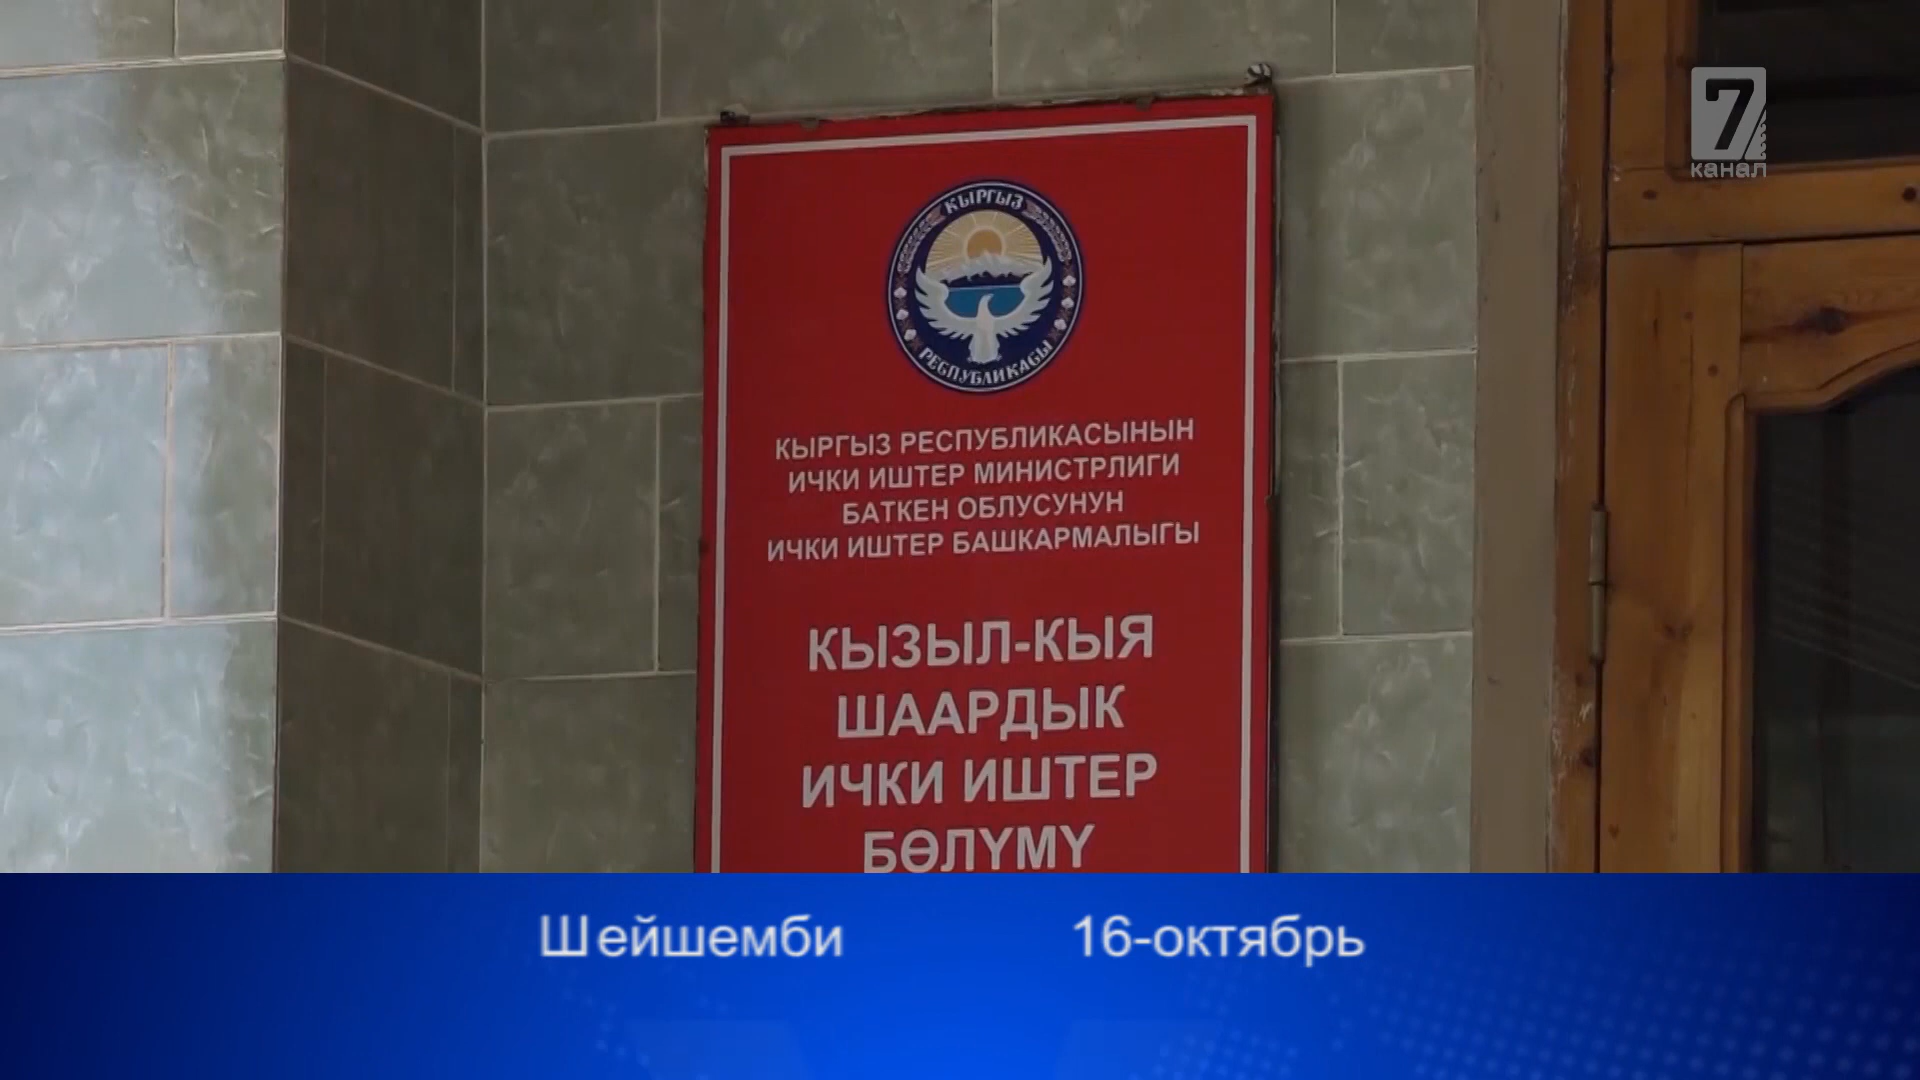 7
канал
КЫРГЫЗ
РЕСПУБЛИКАСЫ
КЫРГЫЗ РЕСПУБЛИКАСЫНЫН
ИЧКИ ИШТЕР МИНИСТРЛИГИ
БАТКЕН ОБЛУСУНУН
ИЧКИ ИШТЕР БАШКАРМАЛЫГЫ
КЫЗЫЛ-КЫЯ
ШААРДЫК
ИЧКИ ИШТЕР
БӨЛҮМҮ
Шейшемби 16-октябрь